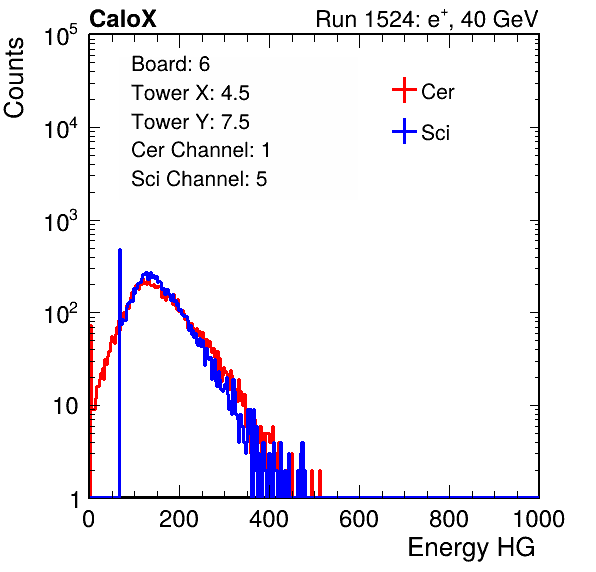 CaloX Run 1524: e⁺, 40 GeV
Counts
Board: 6
Tower X: 4.5
Tower Y: 7.5
Cer Channel: 1
Sci Channel: 5
Cer
Sci
10⁵
10⁴
10³
10²
10
1
0 200 400 600 800 1000
Energy HG